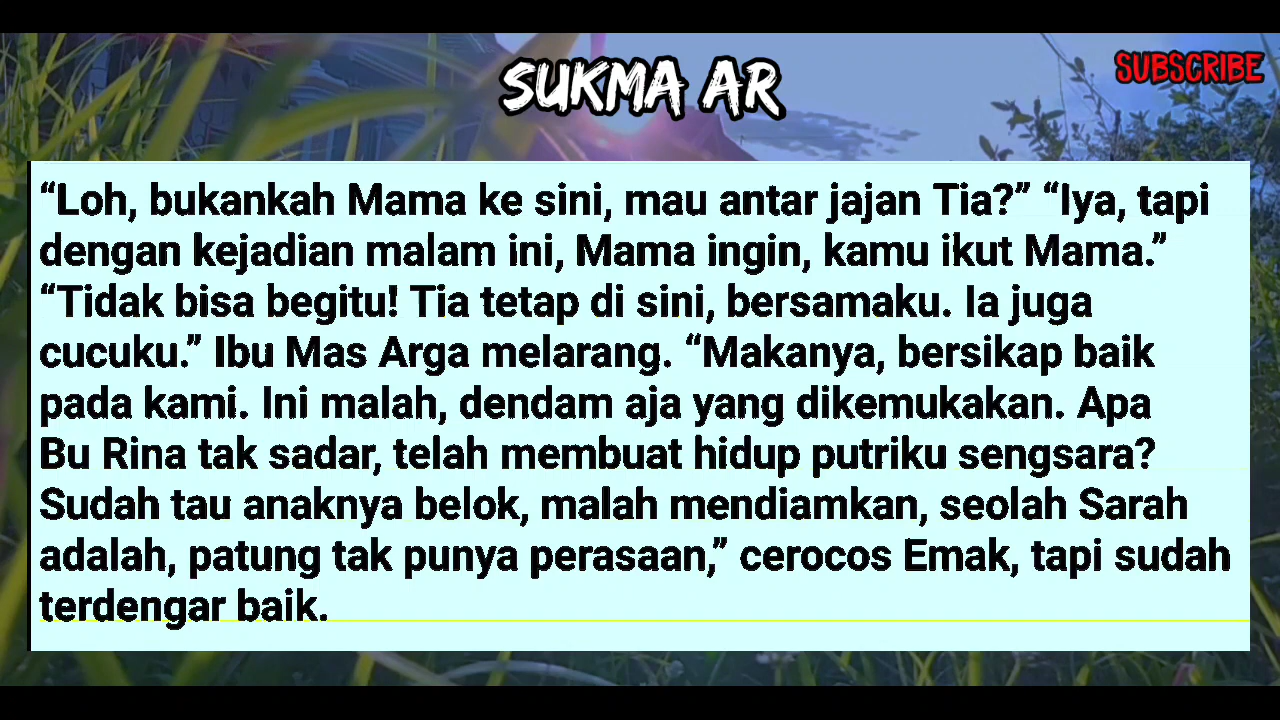 SUKMA AR
SUBSCRIBE
“Loh, bukankah Mama ke sini, mau antar jajan Tia?” “Iya, tapi
dengan kejadian malam ini, Mama ingin, kamu ikut Mama.”
“Tidak bisa begitu! Tia tetap di sini, bersamaku. Ia juga
cucuku.” Ibu Mas Arga melarang. “Makanya, bersikap baik
pada kami. Ini malah, dendam aja yang dikemukakan. Apa
Bu Rina tak sadar, telah membuat hidup putriku sengsara?
Sudah tau anaknya belok, malah mendiamkan, seolah Sarah
adalah, patung tak punya perasaan,” cerocos Emak, tapi sudah
terdengar baik.